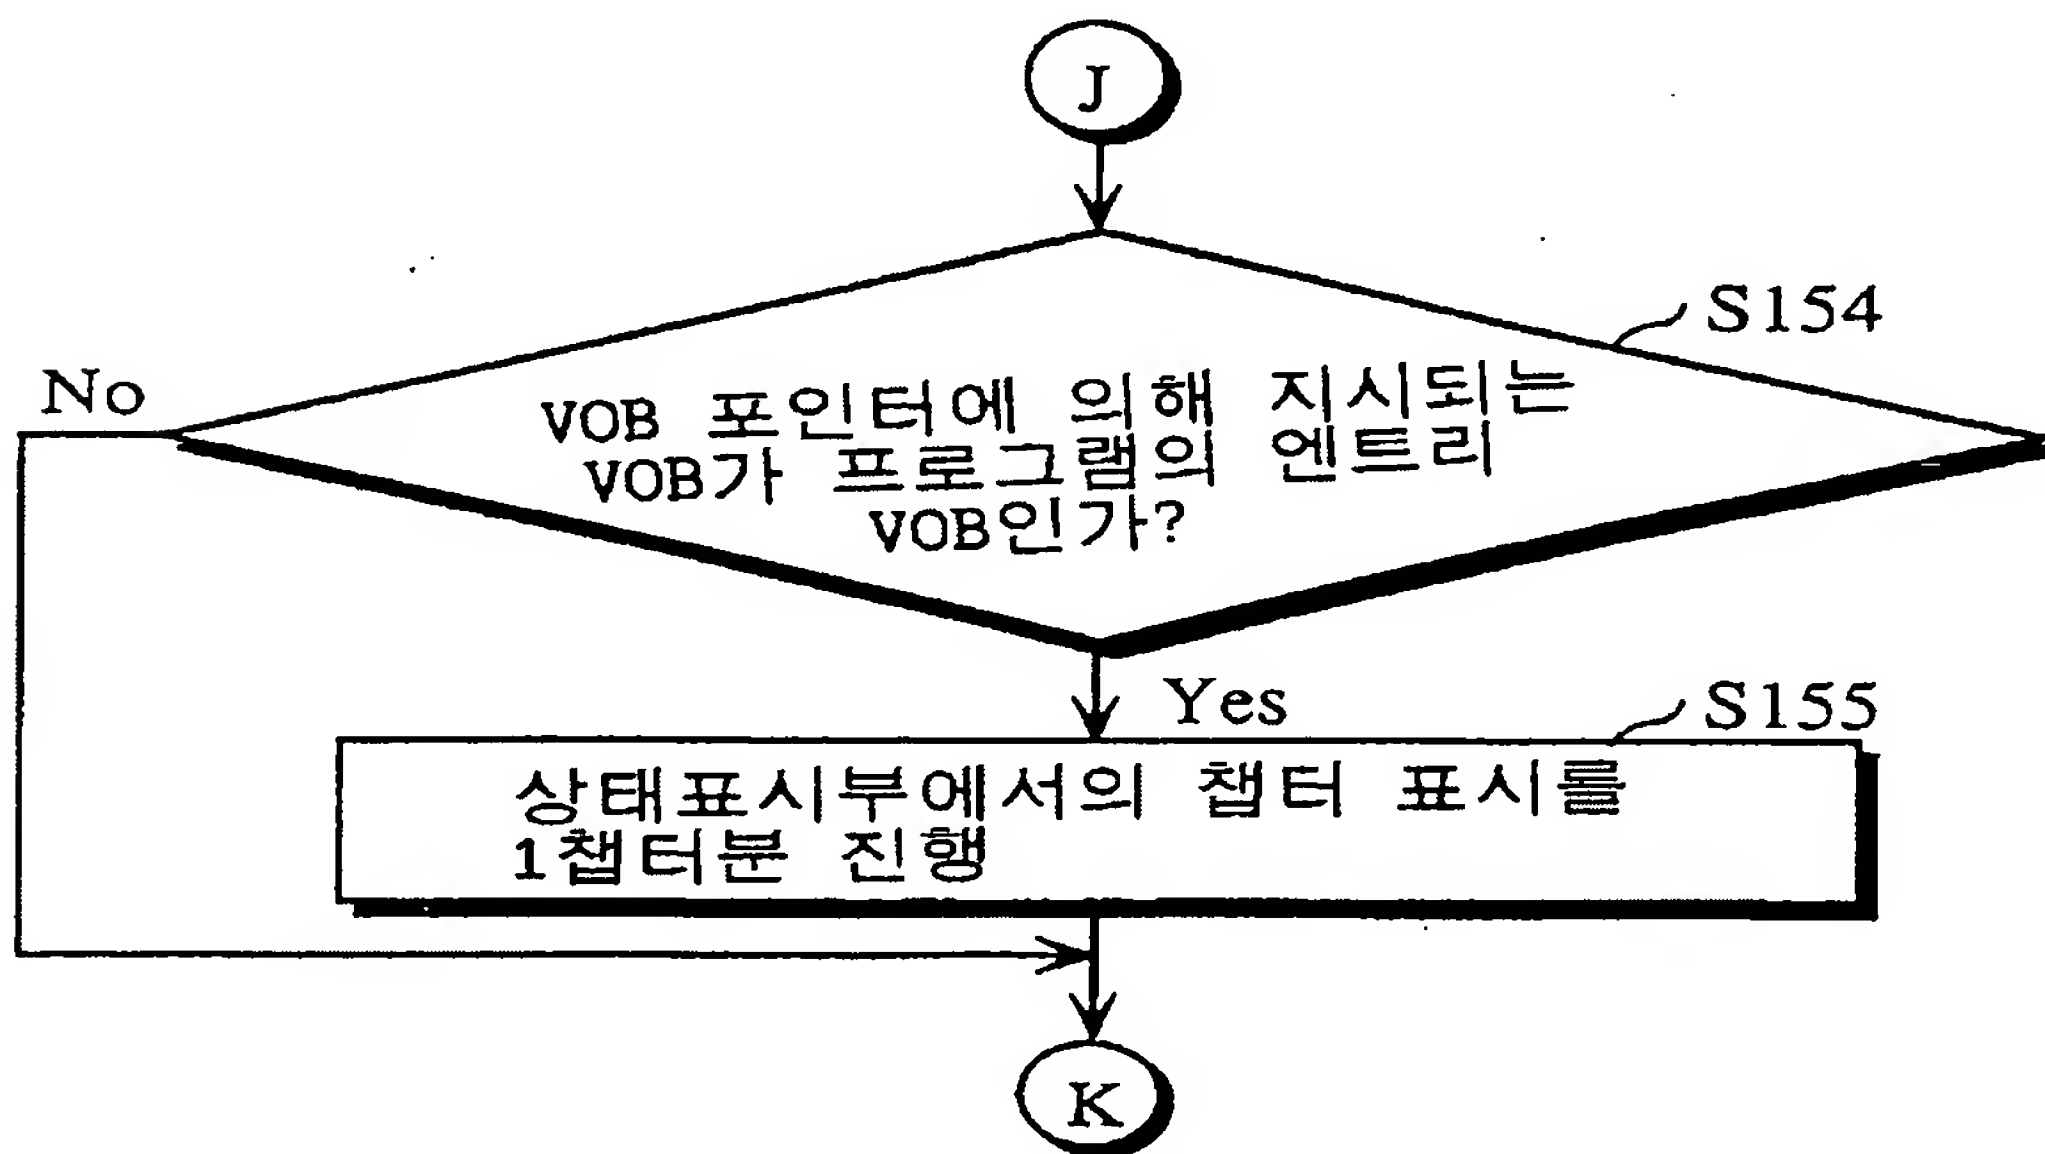 J
S154
No
VOB 포인터에 의해 지시되는
VOB가 프로그램의 엔트리
VOB인가?
Yes
S155
상태표시부에서의 챕터 표시를
1챕터분 진행
K